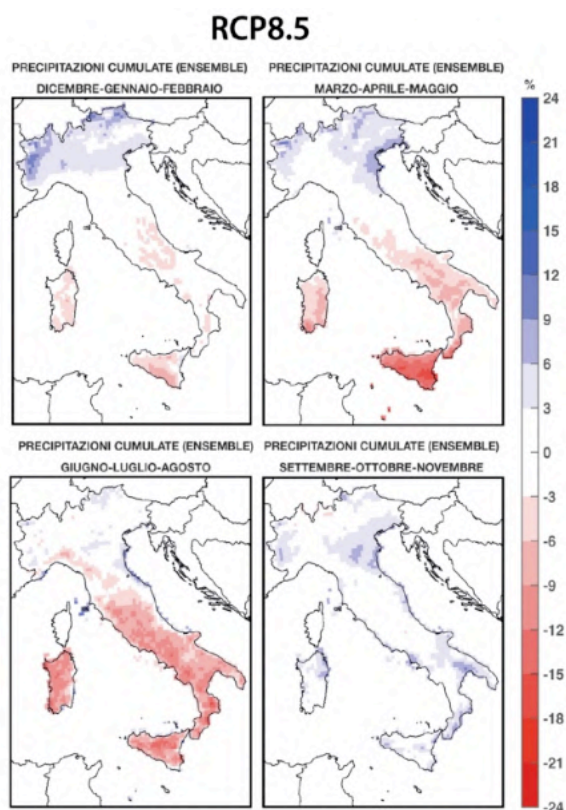 RCP8.5
PRECIPITAZIONI CUMULATE (ENSEMBLE)
DICEMBRE-GENNAIO-FEBBRAIO
PRECIPITAZIONI CUMULATE (ENSEMBLE)
MARZO-APRILE-MAGGIO
%
24
21
18
15
12
9
6
3
0
-3
-6
-9
-12
-15
-18
-21
-24
PRECIPITAZIONI CUMULATE (ENSEMBLE)
GIUGNO-LUGLIO-AGOSTO
PRECIPITAZIONI CUMULATE (ENSEMBLE)
SETTEMBRE-OTTOBRE-NOVEMBRE